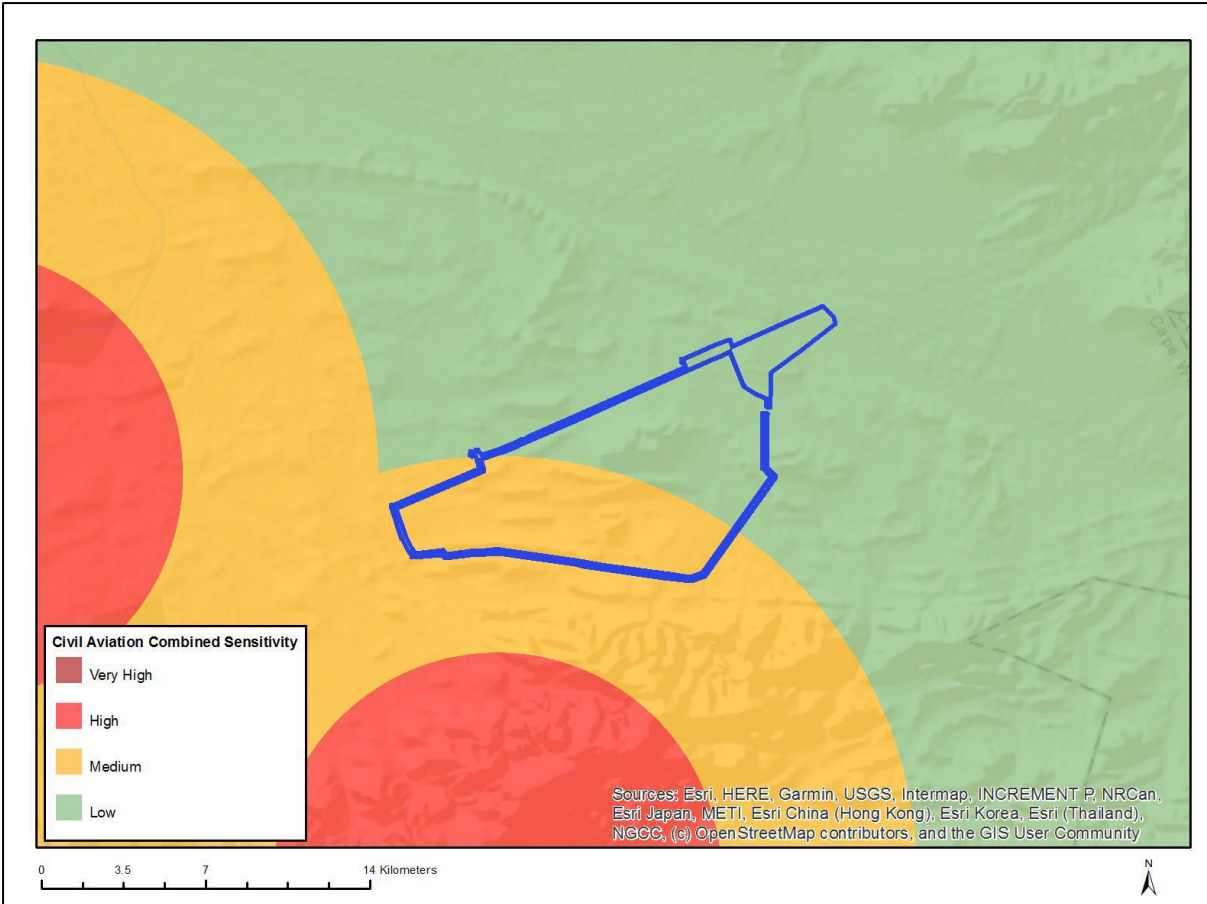 Cape W
Civil Aviation Combined Sensitivity
Very High
High
Medium
Low
Sources: Esri, HERE, Garmin, USGS, Intermap, INCREMENT P, NRCan,
Esri Japan, METI, Esri China (Hong Kong), Esri Korea, Esri (Thailand),
NGCC, (c) OpenStreetMap contributors, and the GIS User Community
0 3.5 7 14 Kilometers
N